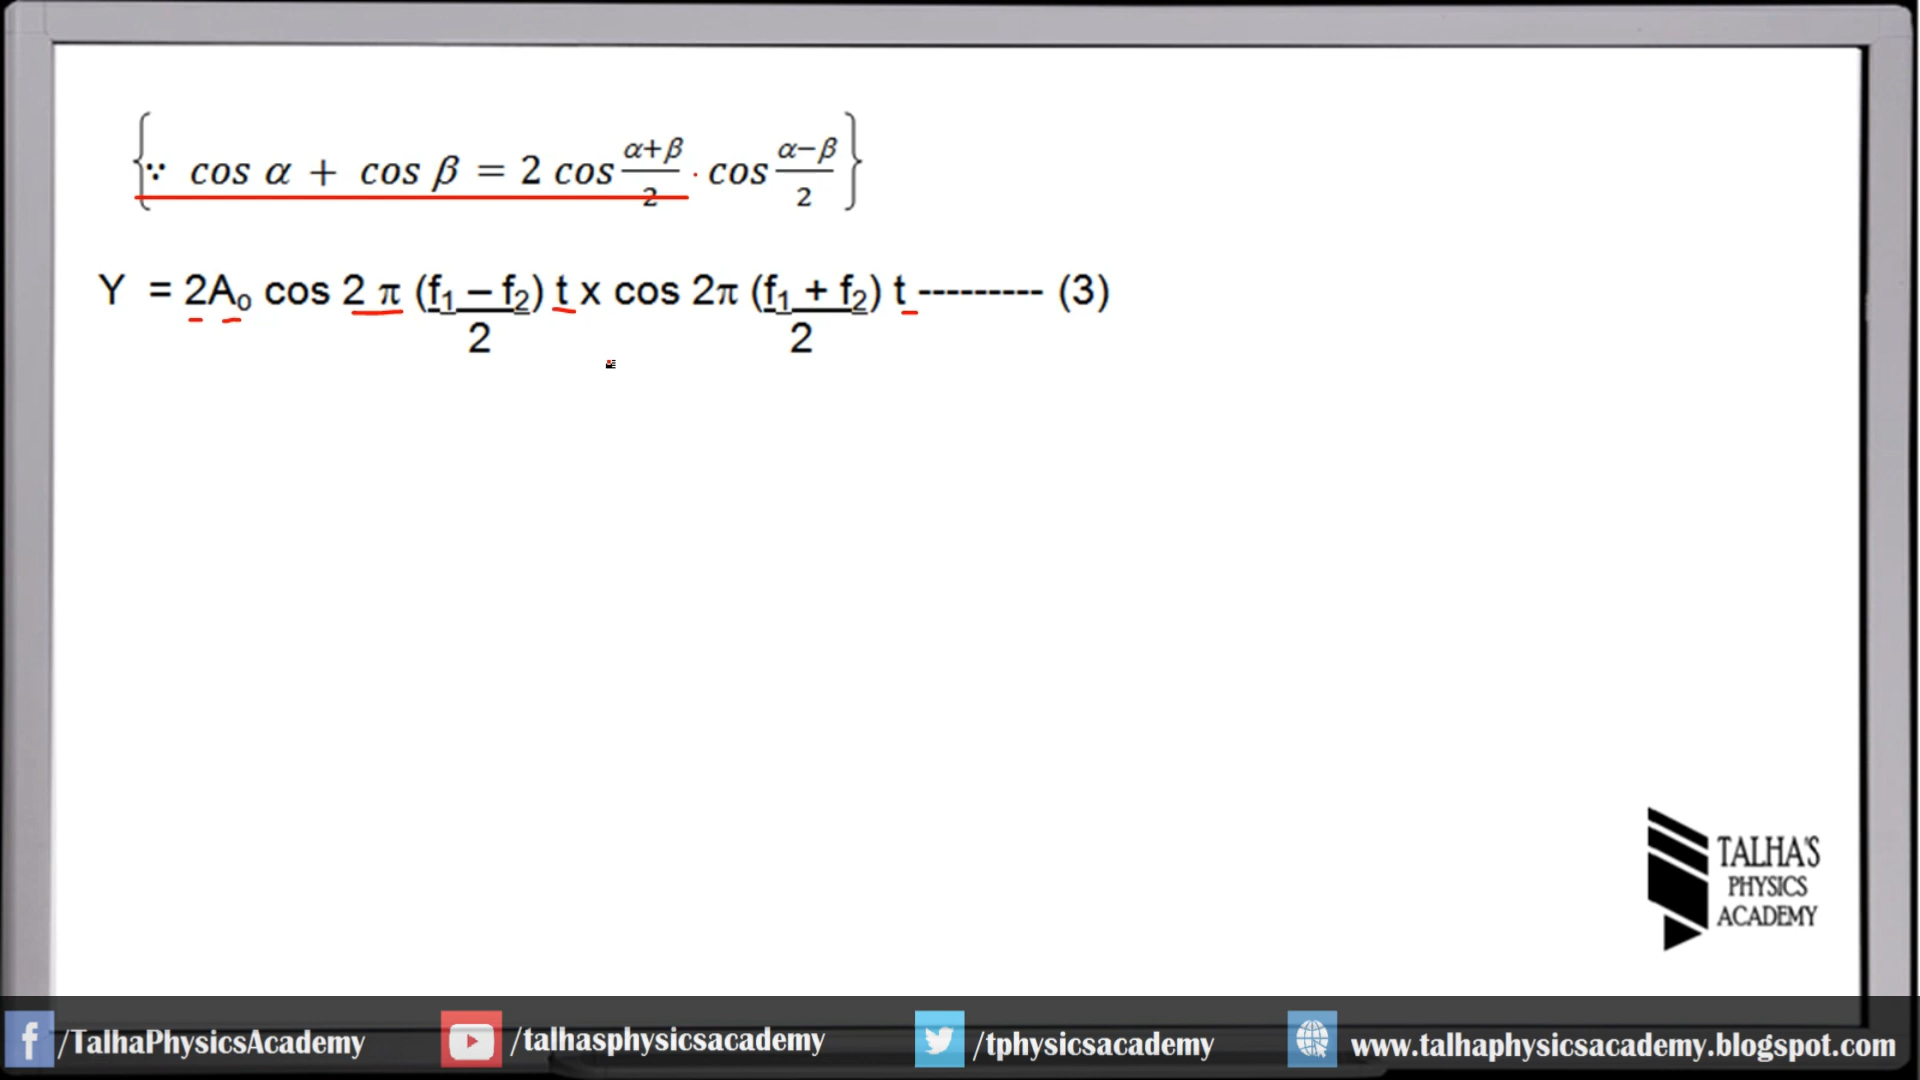 {∵ cos α + cos β = 2 cos (α+β)/2 · cos (α−β)/2}
Y = 2A₀ cos 2 π (f₁ – f₂) t x cos 2π (f₁ + f₂) t --------- (3)
2 2
TALHA'S
PHYSICS
ACADEMY
/TalhaPhysicsAcademy /talhasphysicsacademy /tphysicsacademy www.talhaphysicsacademy.blogspot.com